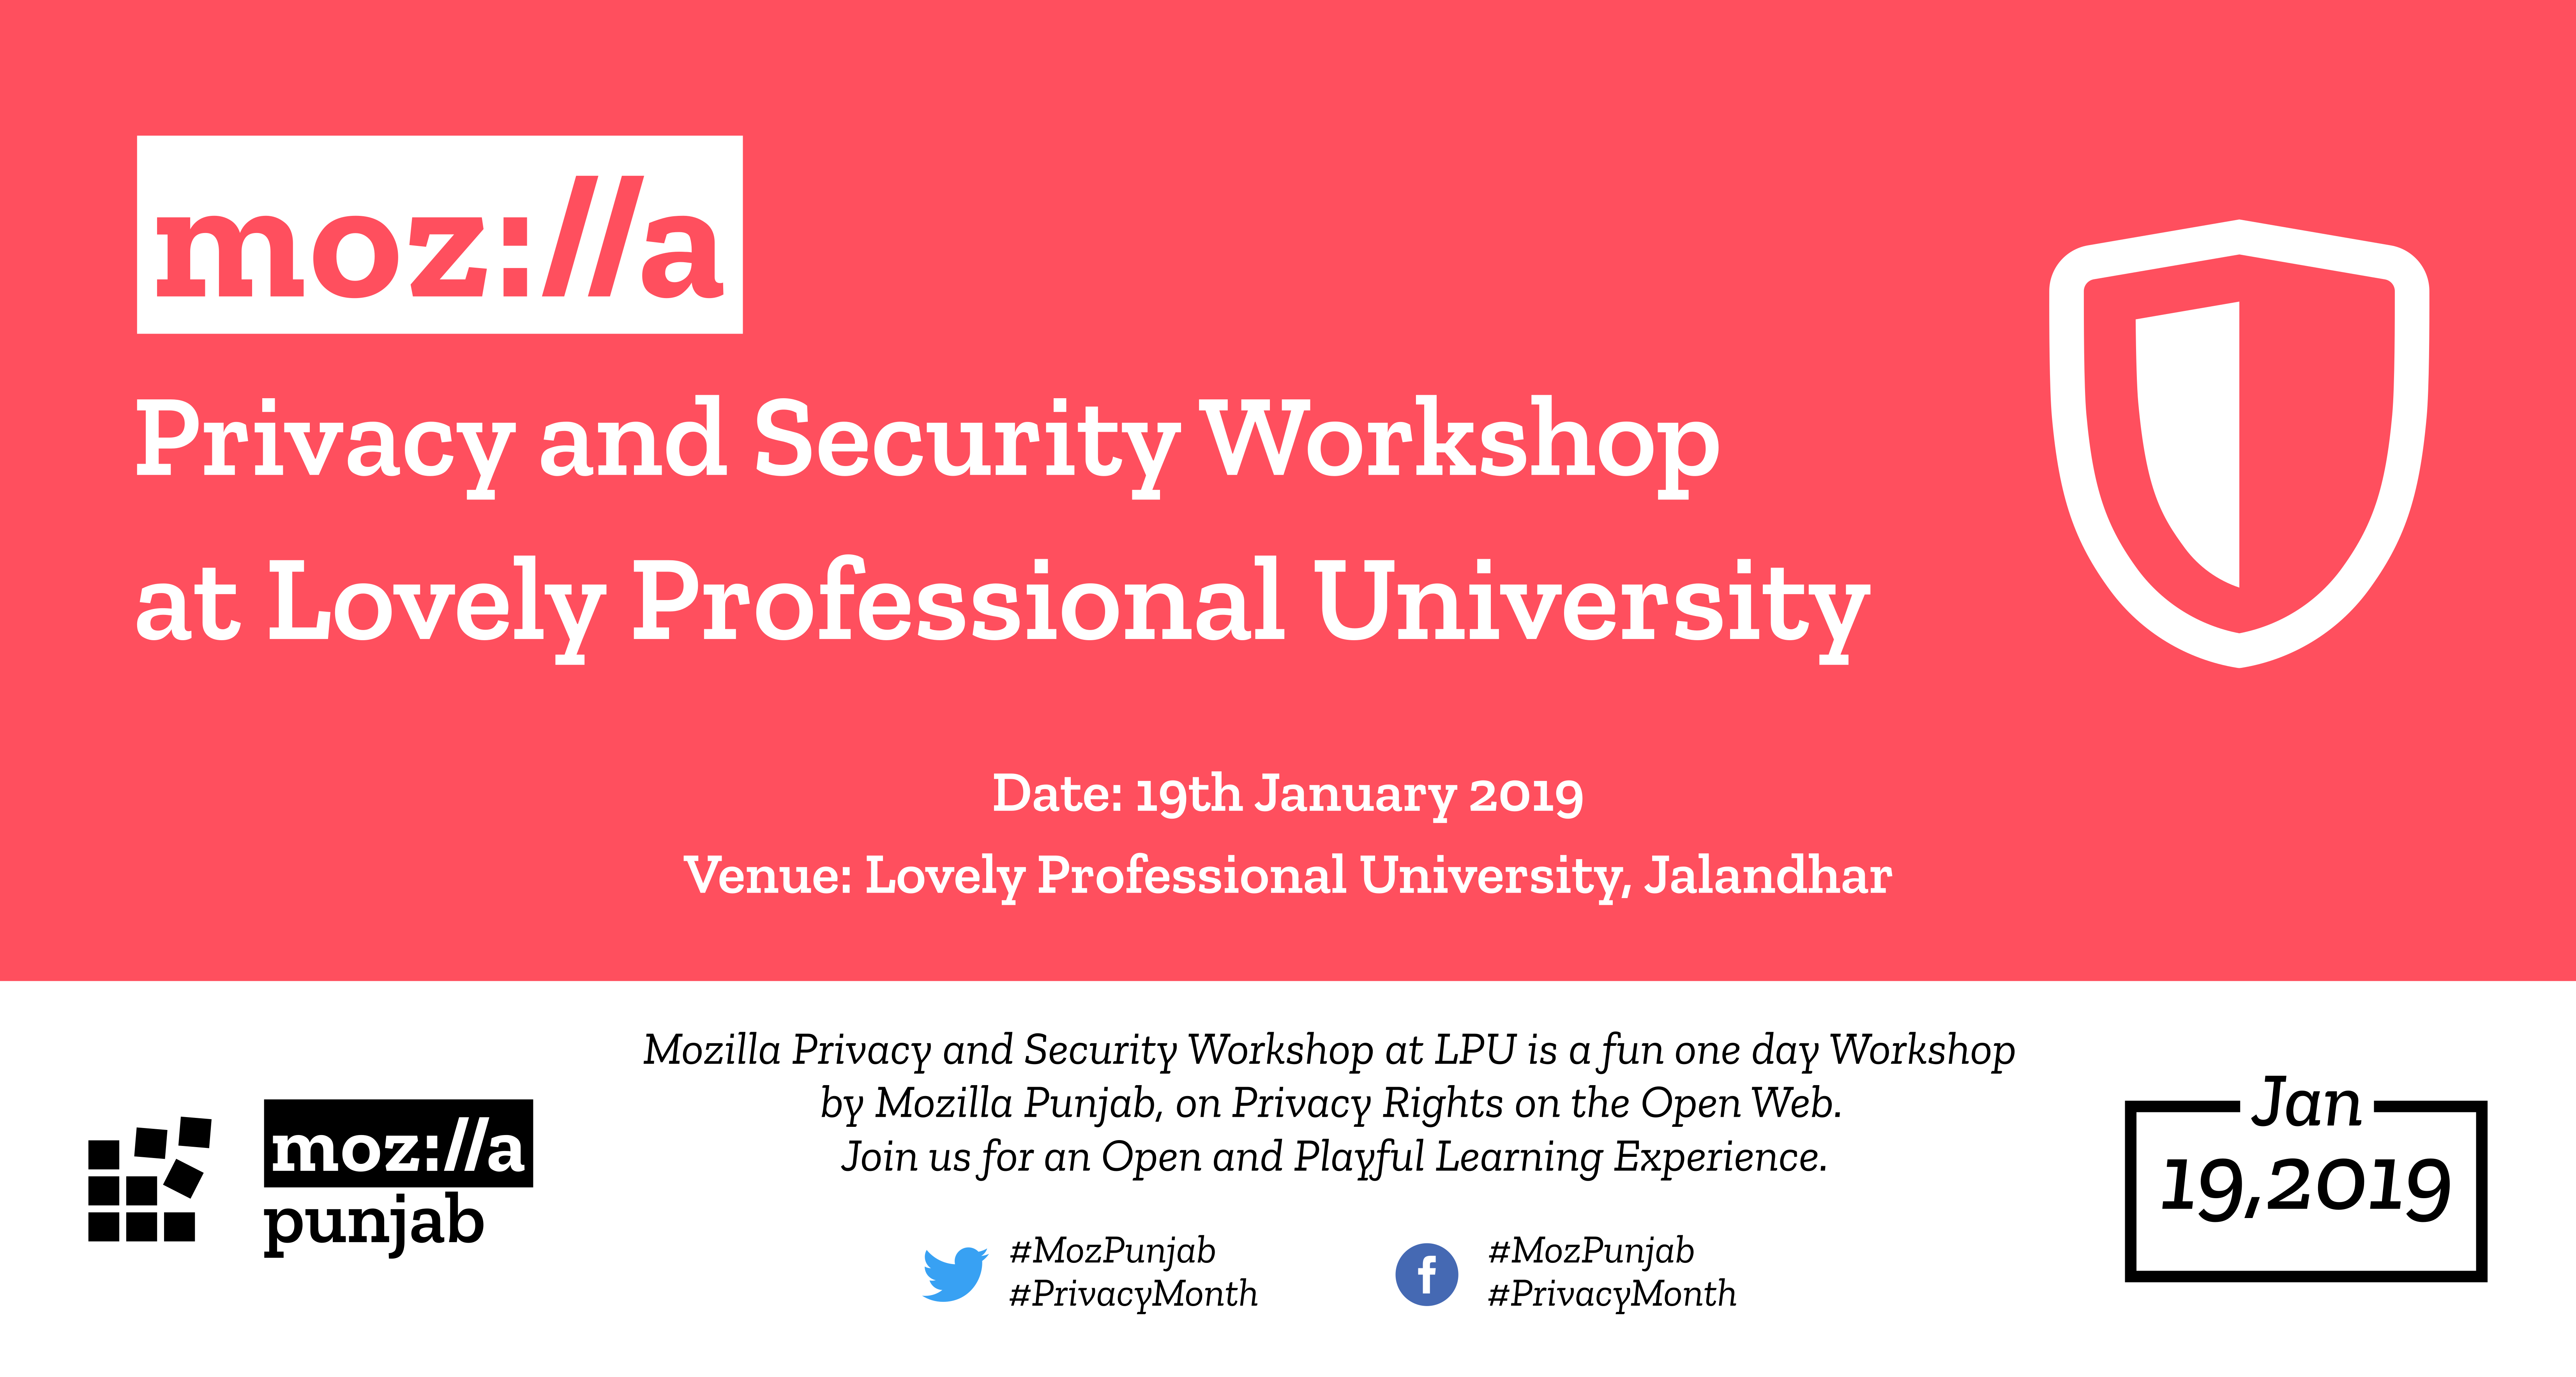 moz://a
Privacy and Security Workshop
at Lovely Professional University
Date: 19th January 2019
Venue: Lovely Professional University, Jalandhar
moz://a
punjab
Mozilla Privacy and Security Workshop at LPU is a fun one day Workshop
by Mozilla Punjab, on Privacy Rights on the Open Web.
Join us for an Open and Playful Learning Experience.
#MozPunjab
#PrivacyMonth
#MozPunjab
#PrivacyMonth
Jan
19,2019